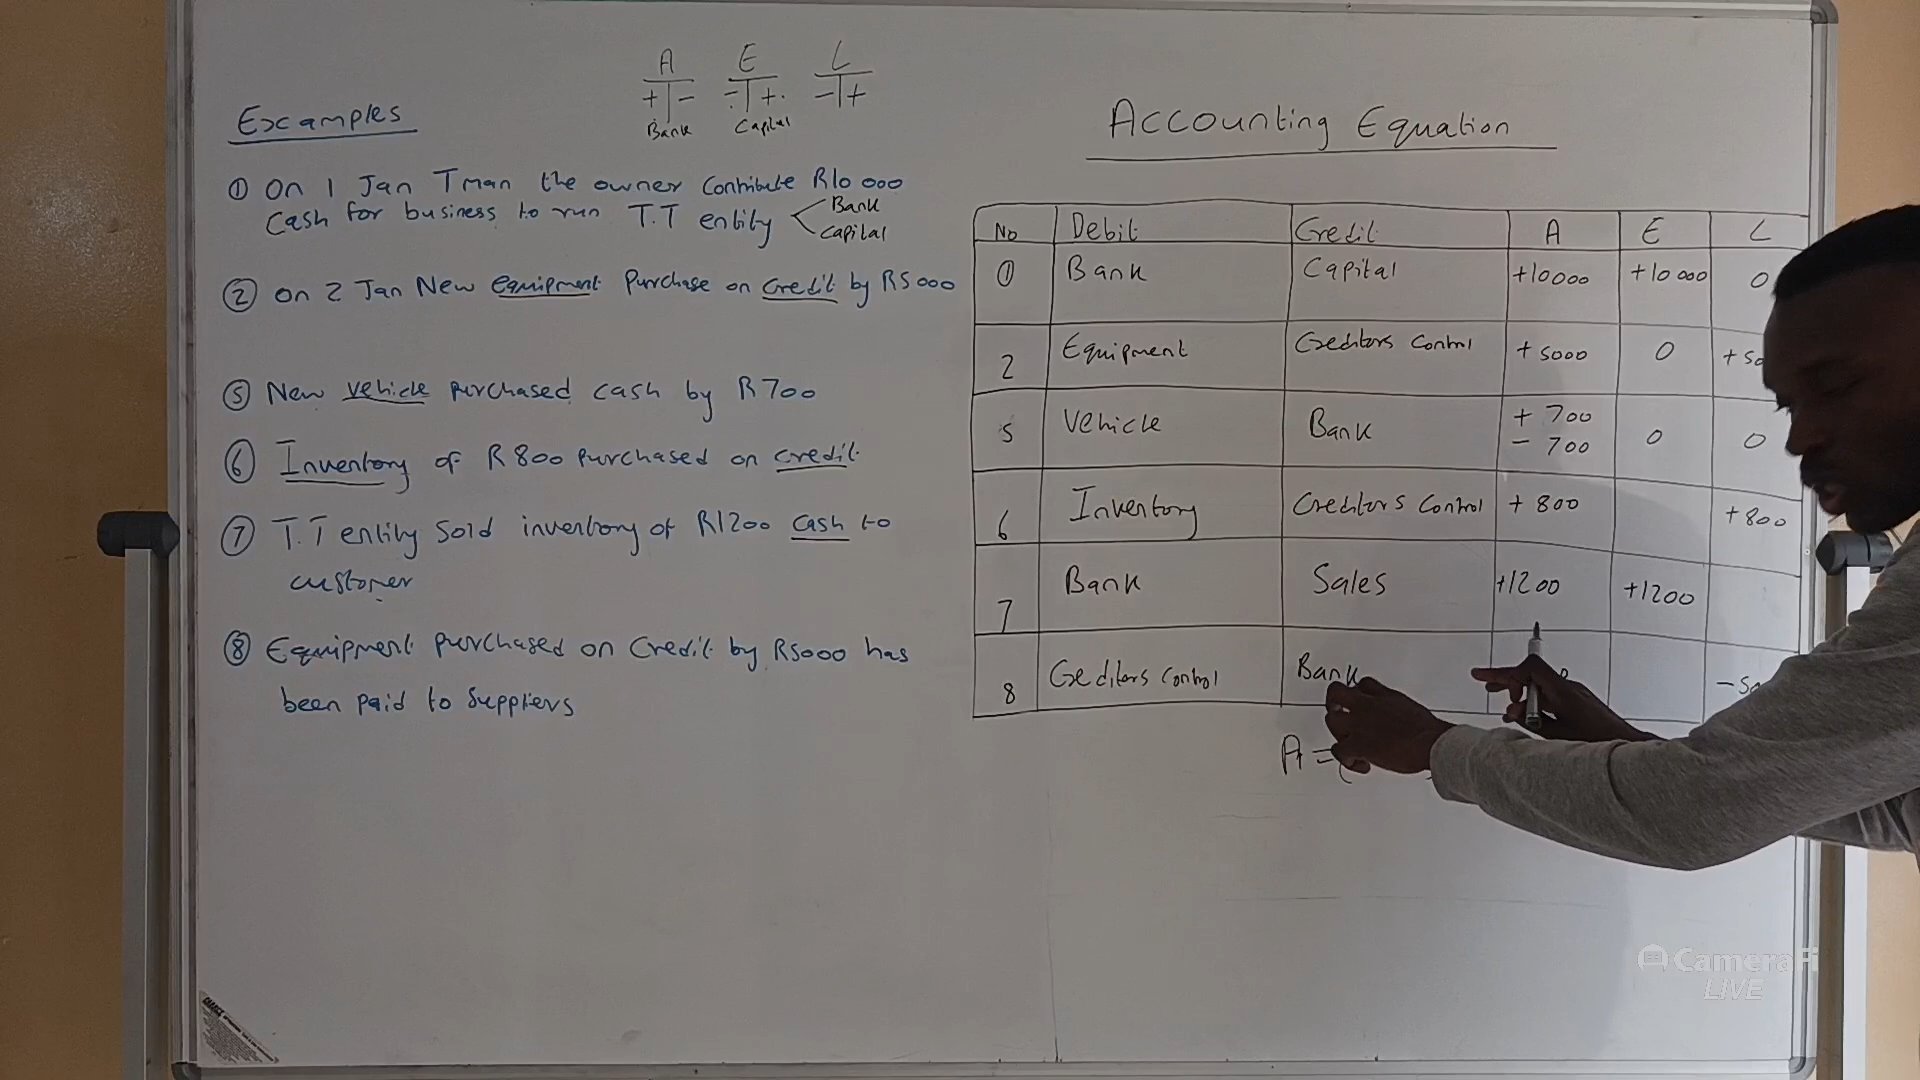 A E L
+ - - + - +
Bank Capital
Examples
① On 1 Jan Tman the owner Contribute R10 000
Cash for business to run T.T entity
Bank
Capital
② on 2 Jan New equipment Purchase on Credit by R5000
⑤ New vehicle purchased cash by R700
⑥ Inventory of R800 purchased on credit
⑦ T.T entity Sold inventory of R1200 cash to
customer
⑧ Equipment purchased on Credit by R5000 has
been paid to Suppliers
Accounting Equation
No Debit Credit A E L
① Bank Capital +10000 +10 000 0
2 Equipment Creditors Control +5000 0
5 Vehicle Bank + 700 - 700 0 0
6 Inventory Creditors Control + 800 +800
7 Bank Sales +1200 +1200
8 Creditors Control Bank
A =
CameraFi
LIVE